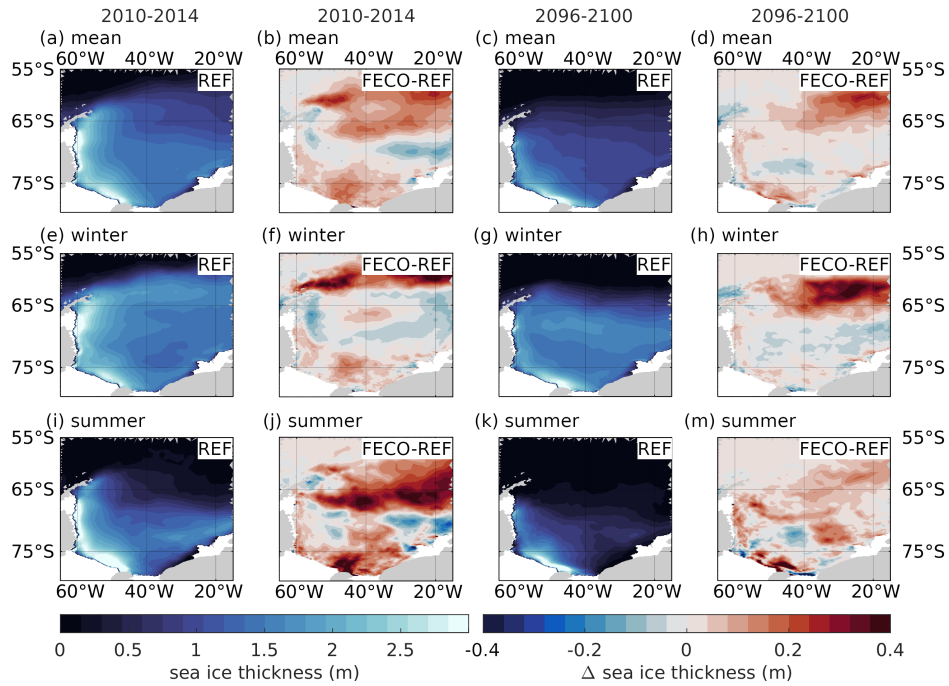 2010-2014 2010-2014 2096-2100 2096-2100
(a) mean (b) mean (c) mean (d) mean
60°W 40°W 20°W 60°W 40°W 20°W 60°W 40°W 20°W 60°W 40°W 20°W
55°S REF FECO-REF REF FECO-REF 55°S
65°S 65°S
75°S 75°S
(e) winter (f) winter (g) winter (h) winter
55°S REF FECO-REF REF FECO-REF 55°S
65°S 65°S
75°S 75°S
(i) summer (j) summer (k) summer (m) summer
55°S REF FECO-REF REF FECO-REF 55°S
65°S 65°S
75°S 75°S
60°W 40°W 20°W 60°W 40°W 20°W 60°W 40°W 20°W 60°W 40°W 20°W
0 0.5 1 1.5 2 2.5 -0.4 -0.2 0 0.2 0.4
sea ice thickness (m) Δ sea ice thickness (m)